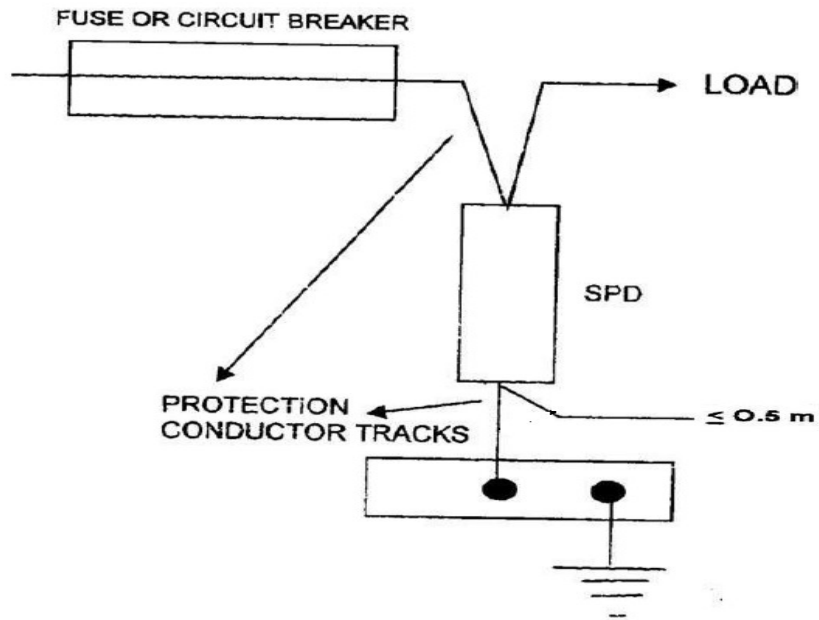 FUSE OR CIRCUIT BREAKER
LOAD
SPD
PROTECTION
CONDUCTOR TRACKS
≤ 0.5 m